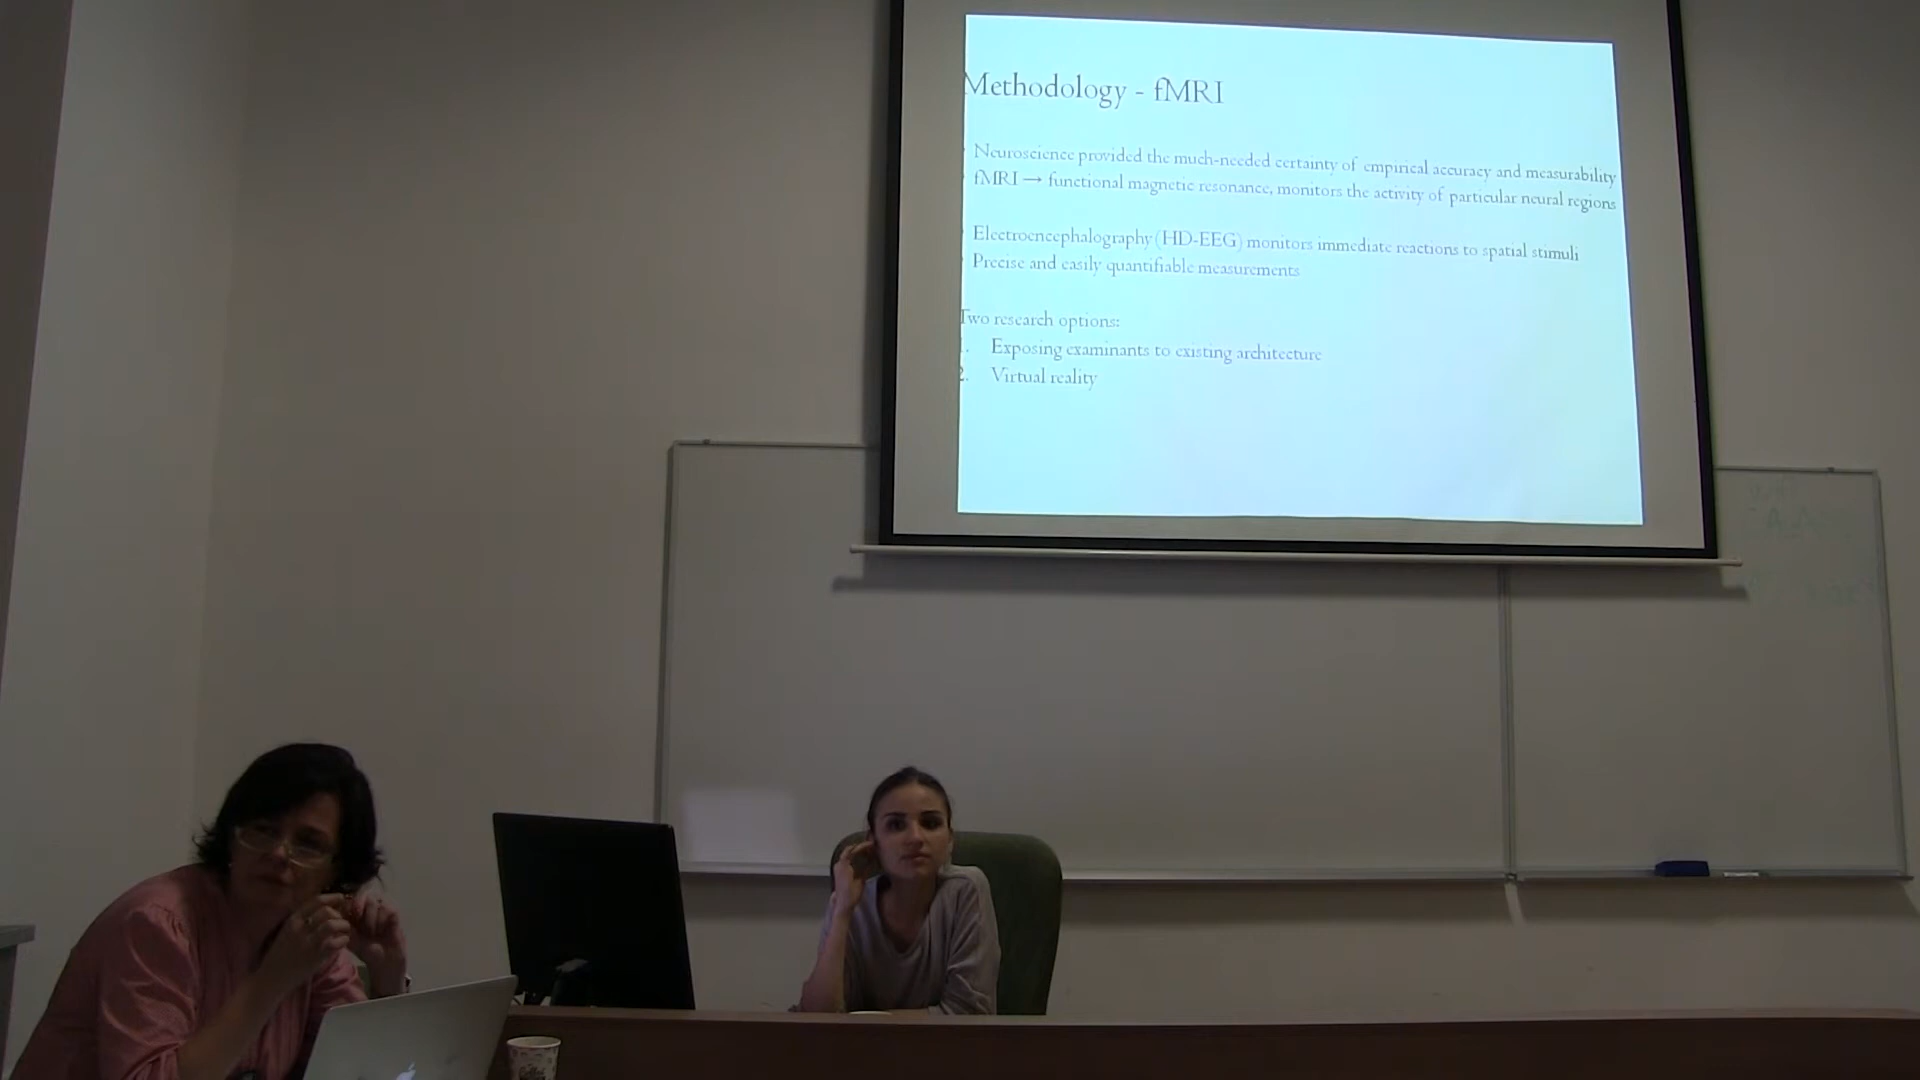 Methodology - fMRI
Neuroscience provided the much-needed certainty of empirical accuracy and measurability
fMRI → functional magnetic resonance, monitors the activity of particular neural regions
Electroencephalography (HD-EEG) monitors immediate reactions to spatial stimuli
Precise and easily quantifiable measurements
Two research options:
1. Exposing examinants to existing architecture
2. Virtual reality
Coffee